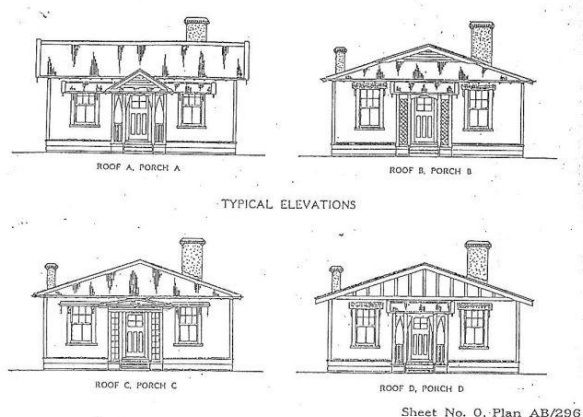 ROOF A, PORCH A
ROOF B, PORCH B
TYPICAL ELEVATIONS
ROOF C, PORCH C
ROOF D, PORCH D
Sheet No. 0. Plan AB/296